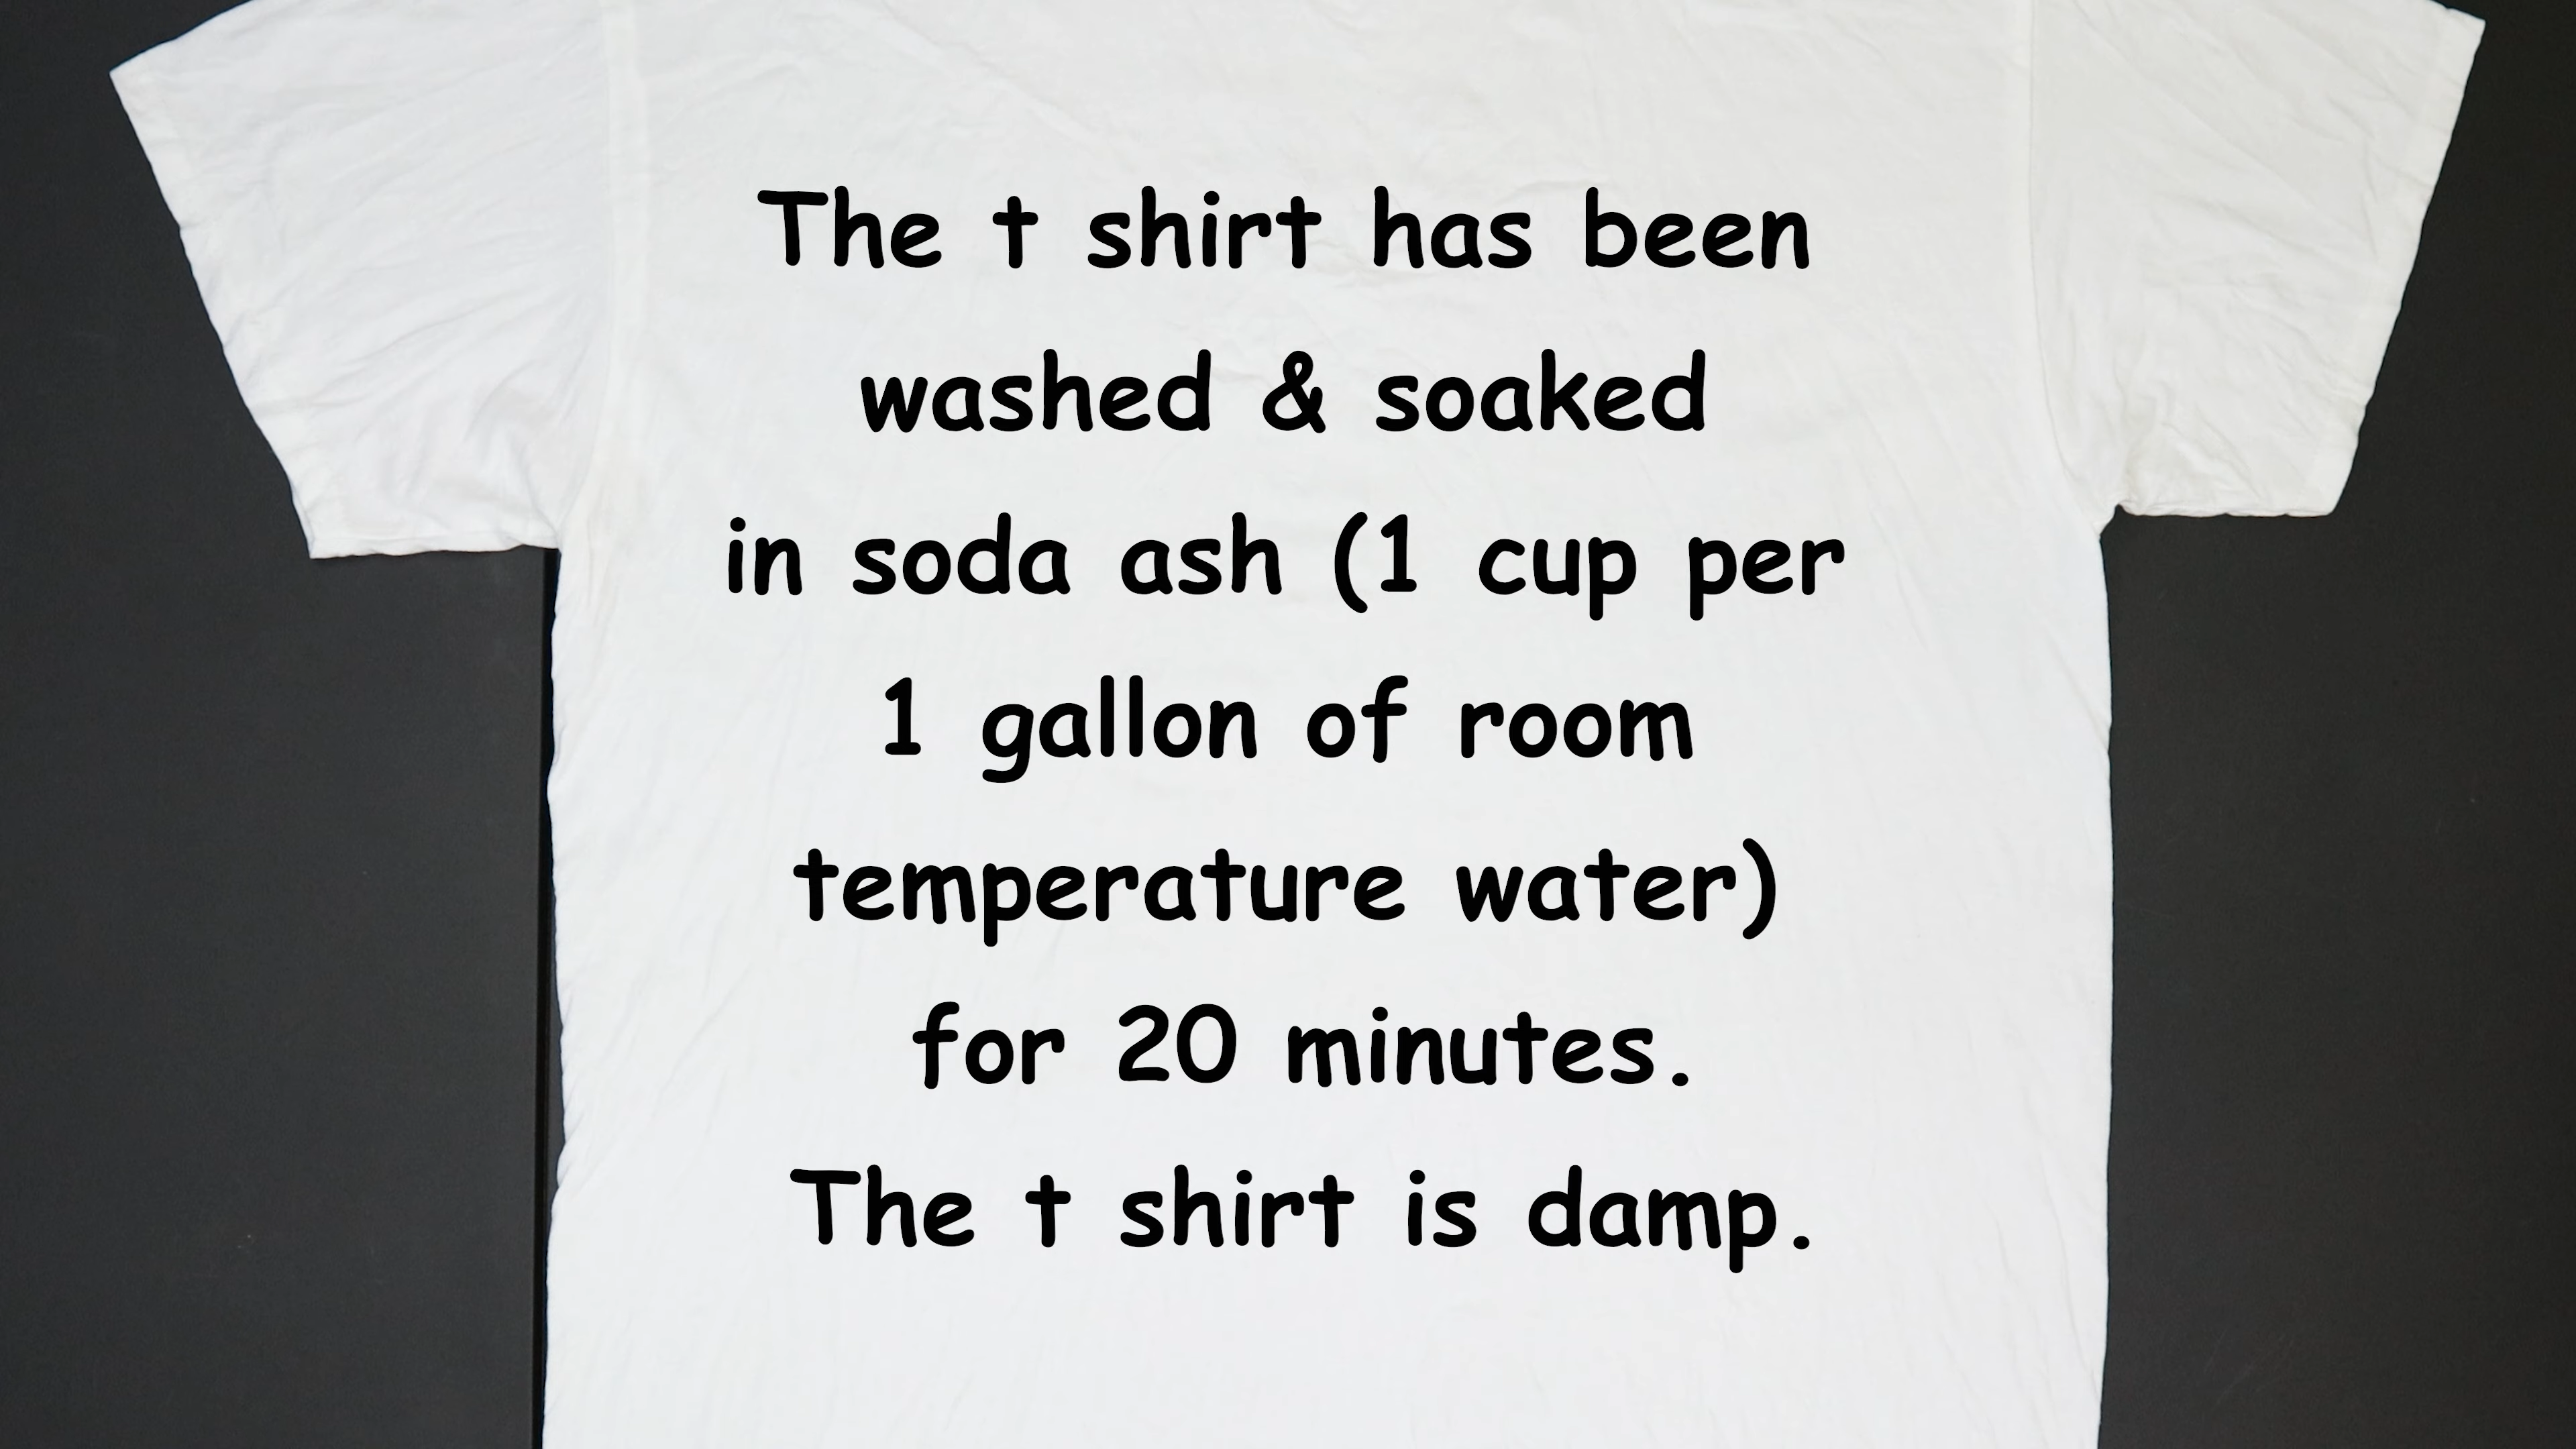 The t shirt has been
washed & soaked
in soda ash (1 cup per
1 gallon of room
temperature water)
for 20 minutes.
The t shirt is damp.